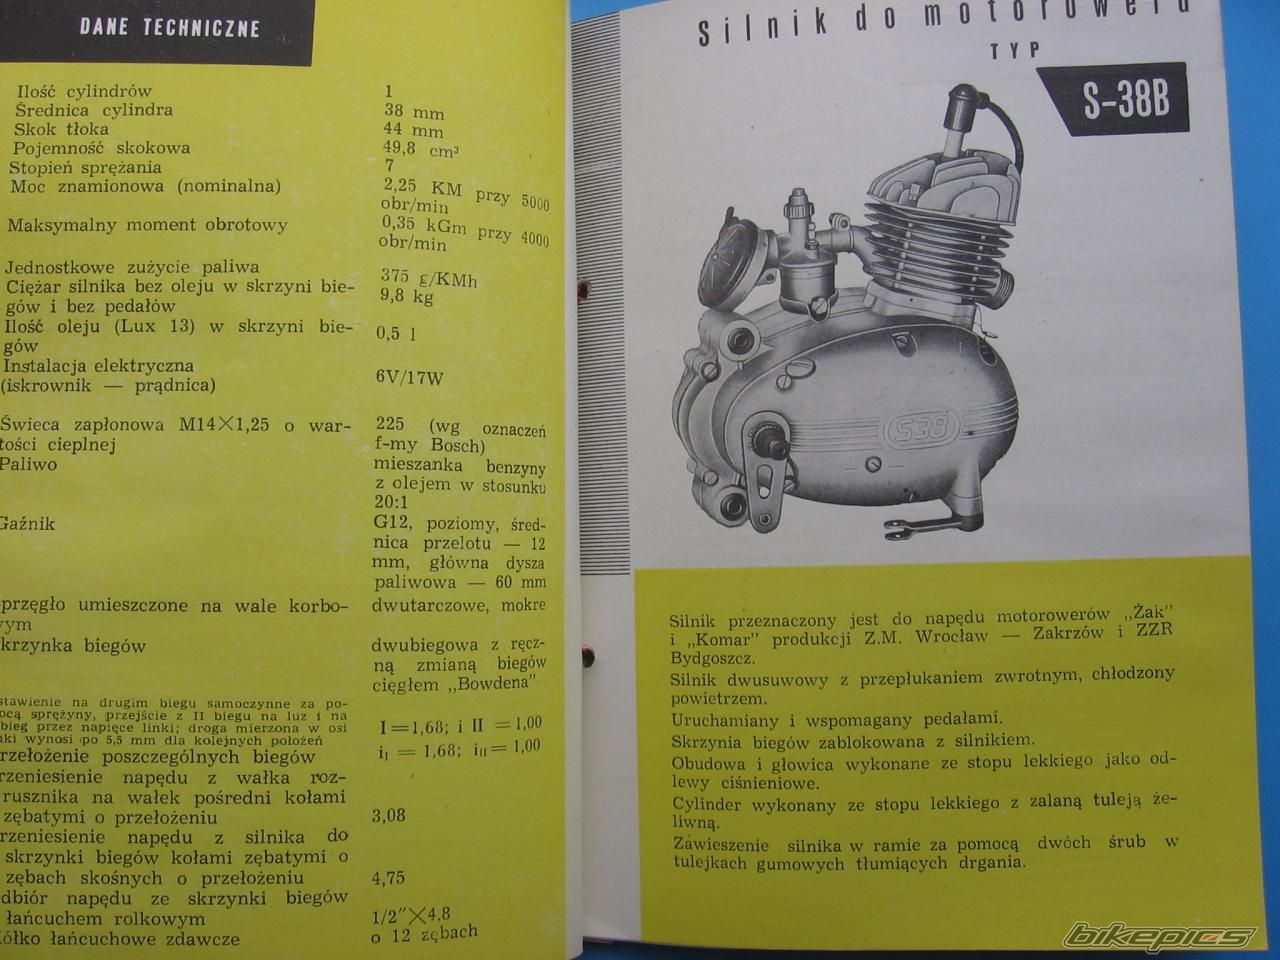 DANE TECHNICZNE
Ilość cylindrów 1
Średnica cylindra 38 mm
Skok tłoka 44 mm
Pojemność skokowa 49,8 cm³
Stopień sprężania 7
Moc znamionowa (nominalna) 2,25 KM przy 5000
obr/min
Maksymalny moment obrotowy 0,35 kGm przy 4000
obr/min
Jednostkowe zużycie paliwa 375 g/KMh
Ciężar silnika bez oleju w skrzyni bie-
gów i bez pedałów 9,8 kg
Ilość oleju (Lux 13) w skrzyni bie-
gów 0,5 l
Instalacja elektryczna
(iskrownik — prądnica) 6V/17W
Świeca zapłonowa M14×1,25 o war- 225 (wg oznaczeń
tości cieplnej f-my Bosch)
Paliwo mieszanka benzyny
z olejem w stosunku
20:1
Gaźnik G12, poziomy, śred-
nica przelotu — 12
mm, główna dysza
paliwowa — 60 mm
przęgło umieszczone na wale korbo- dwutarczowe, mokre
wym
krzynka biegów dwubiegowa z ręcz-
ną zmianą biegów
cięgłem „Bowdena”
stawienie na drugim biegu samoczynne za po-
ocą sprężyny, przejście z II biegu na luz i na
bieg przez napięce linki; droga mierzona w osi
nki wynosi po 5,5 mm dla kolejnych położeń
I=1,68; i II =1,00
rzełożenie poszczególnych biegów iI = 1,68; iII= 1,00
rzeniesienie napędu z wałka roz-
rusznika na wałek pośredni kołami
zębatymi o przełożeniu 3,08
rzeniesienie napędu z silnika do
skrzynki biegów kołami zębatymi o
zębach skośnych o przełożeniu 4,75
dbiór napędu ze skrzynki biegów
łańcuchem rolkowym 1/2″×4,8
ółko łańcuchowe zdawcze o 12 zębach
Silnik do motoroweru
TYP
S-38B
S38
Silnik przeznaczony jest do napędu motorowerów „Żak”
i „Komar” produkcji Z.M. Wrocław — Zakrzów i ZZR
Bydgoszcz.
Silnik dwusuwowy z przepłukaniem zwrotnym, chłodzony
powietrzem.
Uruchamiany i wspomagany pedałami.
Skrzynia biegów zablokowana z silnikiem.
Obudowa i głowica wykonane ze stopu lekkiego jako od-
lewy ciśnieniowe.
Cylinder wykonany ze stopu lekkiego z zalaną tuleją że-
liwną.
Zawieszenie silnika w ramie za pomocą dwóch śrub w
tulejkach gumowych tłumiących drgania.
bikepics